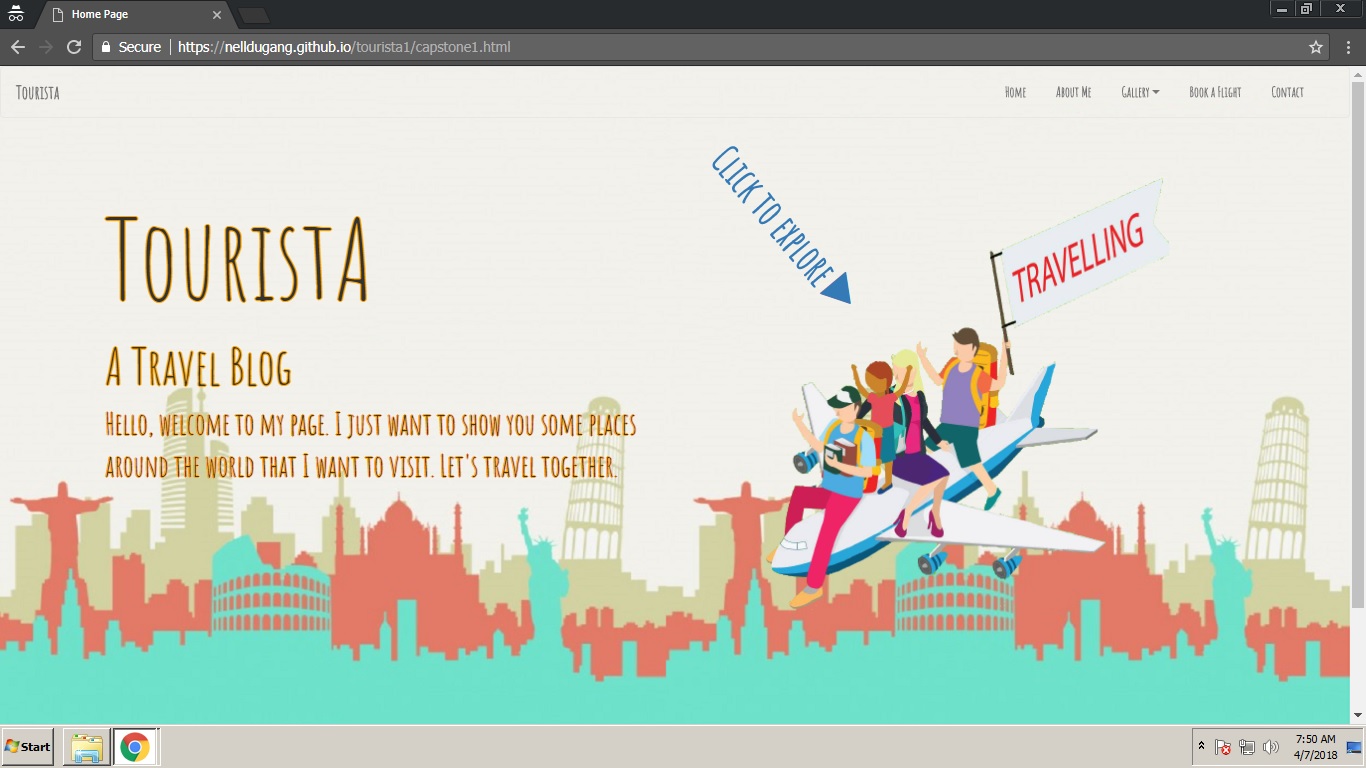 Home Page
Secure https://nelldugang.github.io/tourista1/capstone1.html
Tourista
Home About Me Gallery Book a Flight Contact
Click to explore
TRAVELLING
TouristA
A Travel Blog
Hello, welcome to my page. I just want to show you some places
around the world that I want to visit. Let's travel together.
Start
7:50 AM
4/7/2018